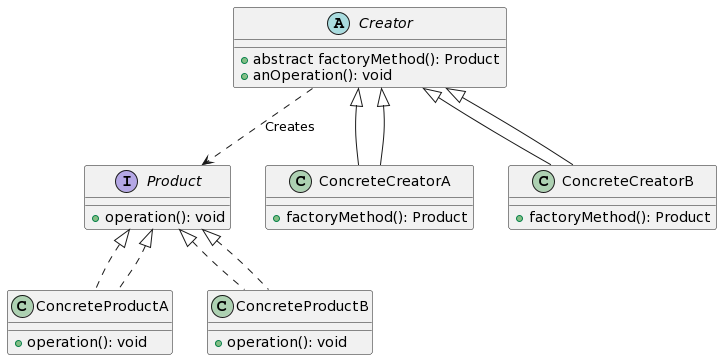 A Creator
+abstract factoryMethod(): Product
+anOperation(): void
Creates
I Product
operation(): void
C ConcreteCreatorA
factoryMethod(): Product
C ConcreteCreatorB
factoryMethod(): Product
C ConcreteProductA
operation(): void
C ConcreteProductB
operation(): void